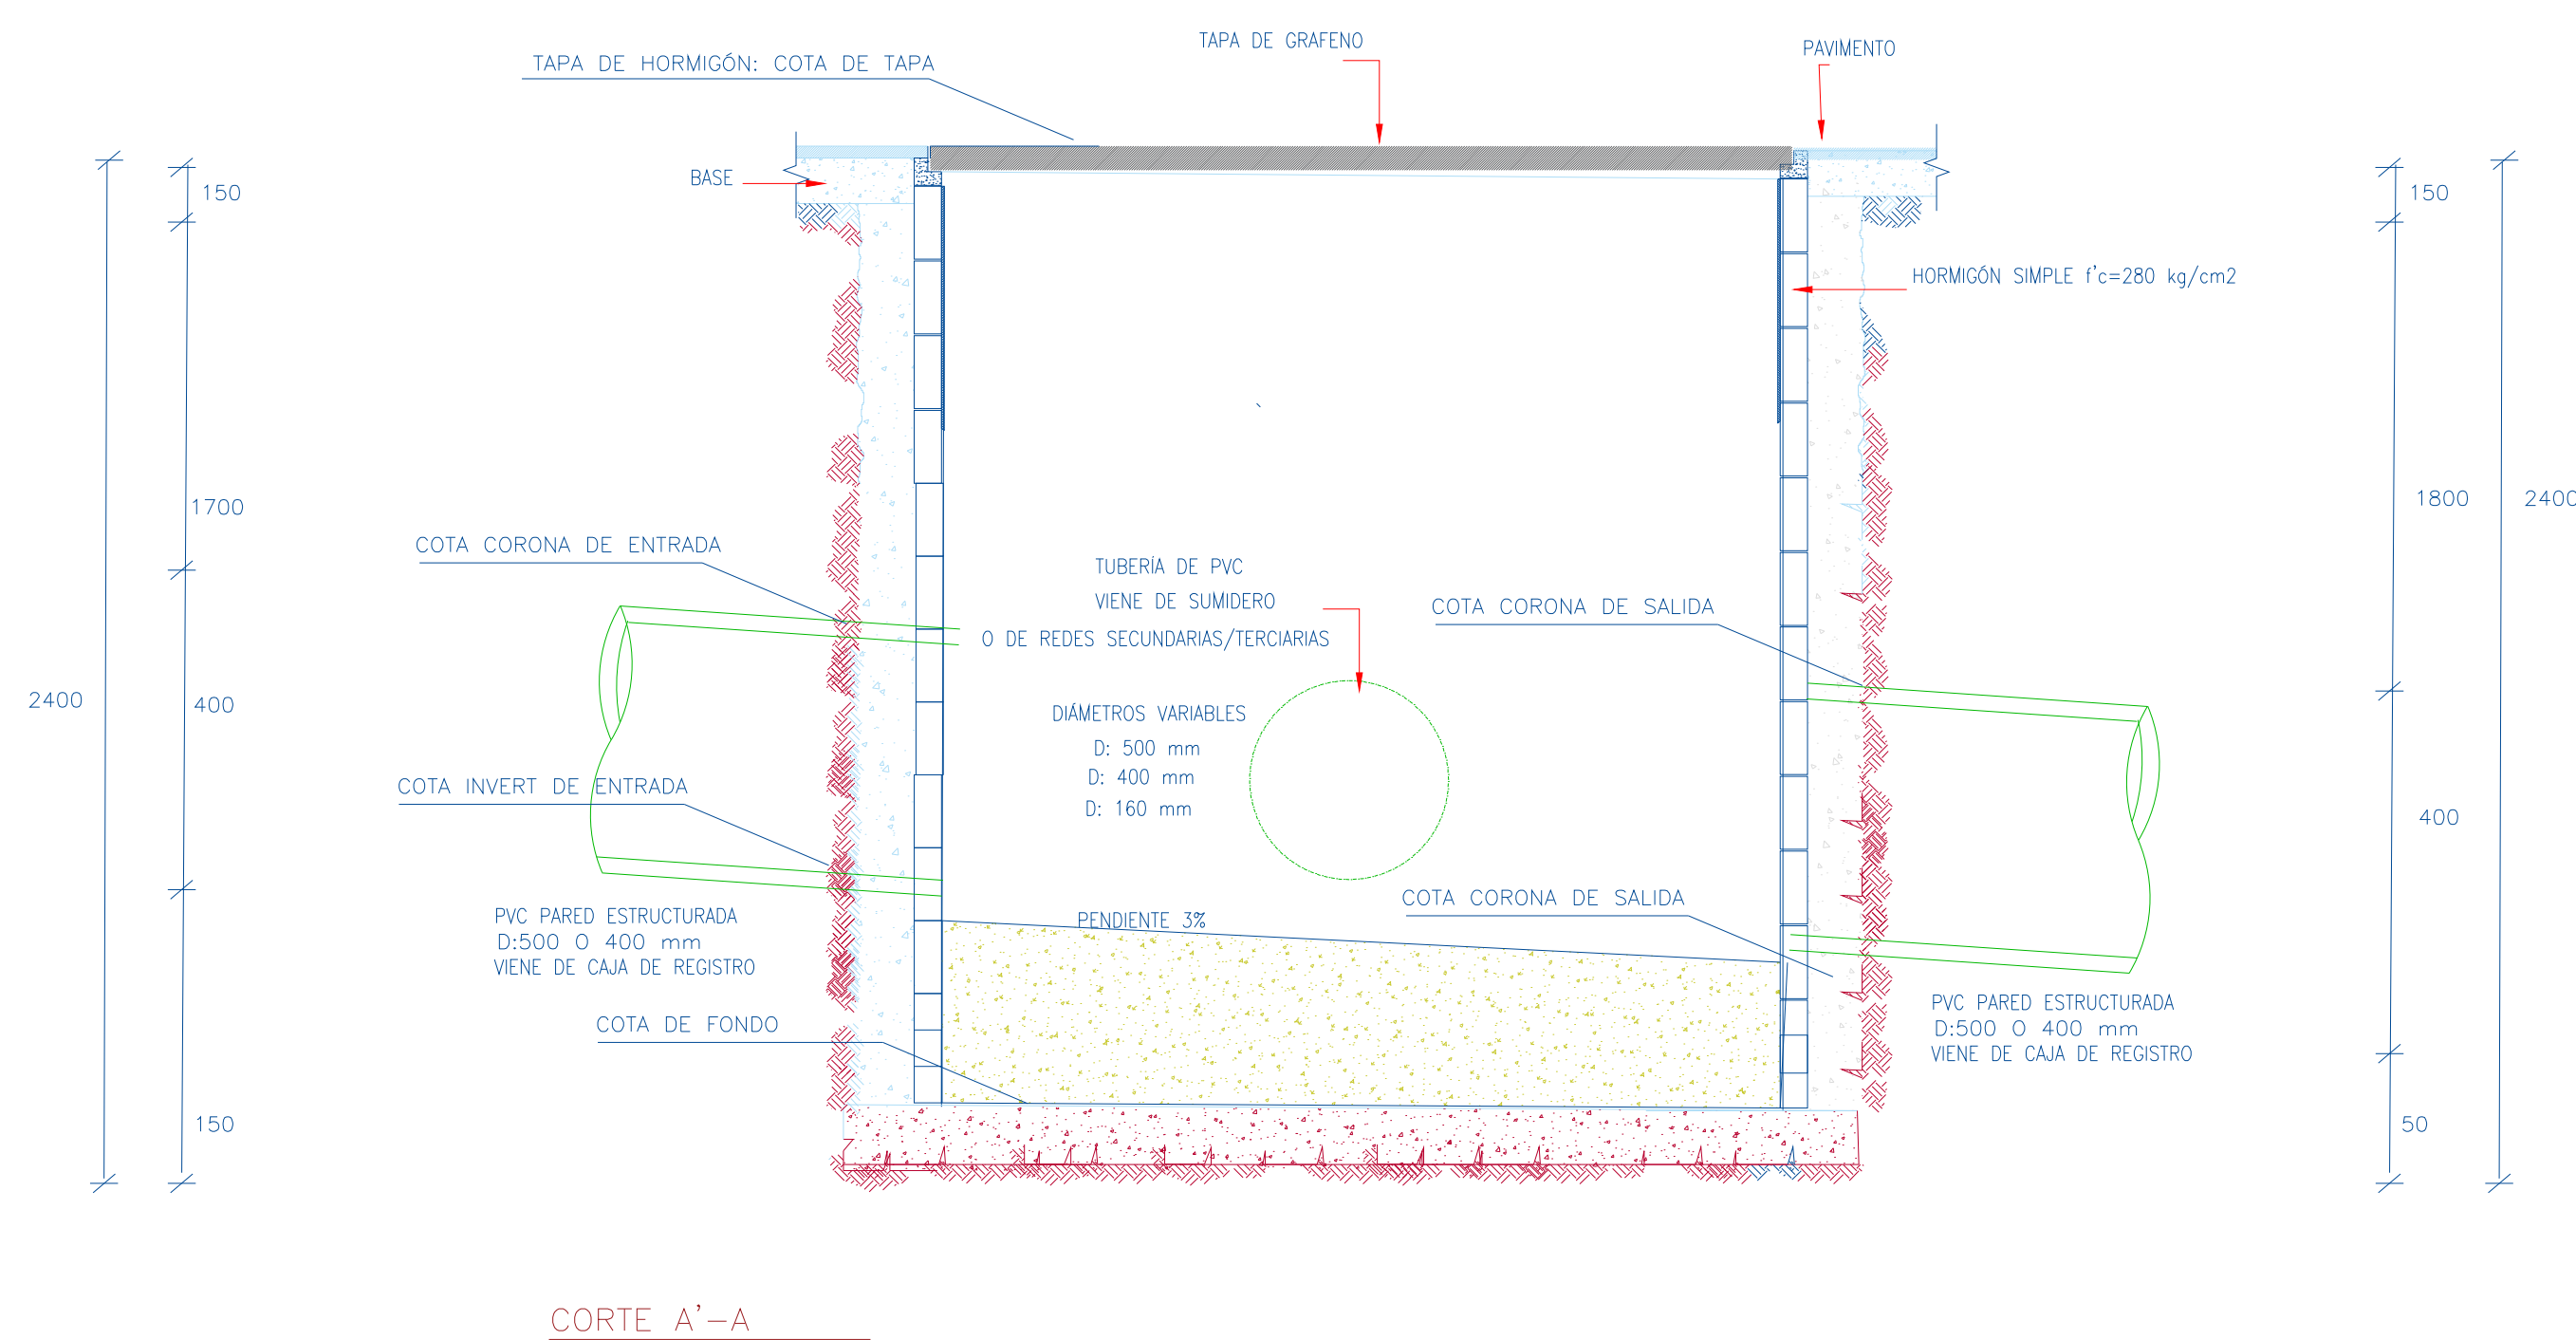 TAPA DE GRAFENO
PAVIMENTO
TAPA DE HORMIGÓN: COTA DE TAPA
BASE
150
150
HORMIGÓN SIMPLE f'c=280 kg/cm2
1700
1800
2400
COTA CORONA DE ENTRADA
TUBERÍA DE PVC
VIENE DE SUMIDERO
O DE REDES SECUNDARIAS/TERCIARIAS
COTA CORONA DE SALIDA
2400
400
DIÁMETROS VARIABLES
D: 500 mm
D: 400 mm
D: 160 mm
COTA INVERT DE ENTRADA
400
COTA CORONA DE SALIDA
PVC PARED ESTRUCTURADA
D:500 O 400 mm
VIENE DE CAJA DE REGISTRO
PENDIENTE 3%
COTA DE FONDO
PVC PARED ESTRUCTURADA
D:500 O 400 mm
VIENE DE CAJA DE REGISTRO
150
50
CORTE A'-A